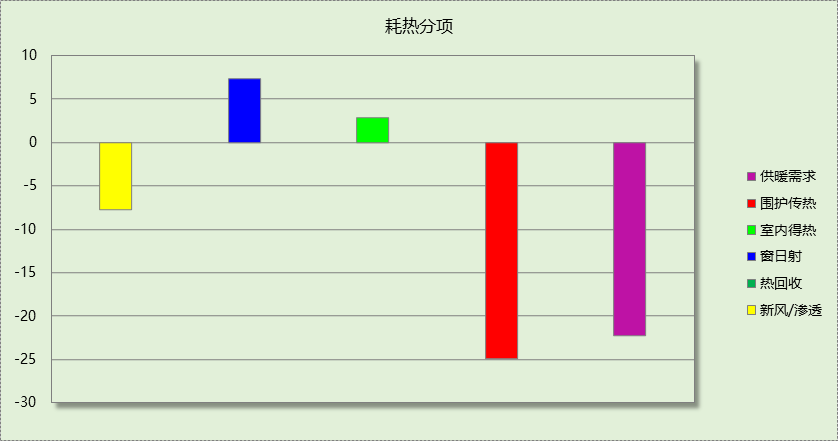 耗热分项
10
5
0
-5
-10
-15
-20
-25
-30
供暖需求
围护传热
室内得热
窗日射
热回收
新风/渗透